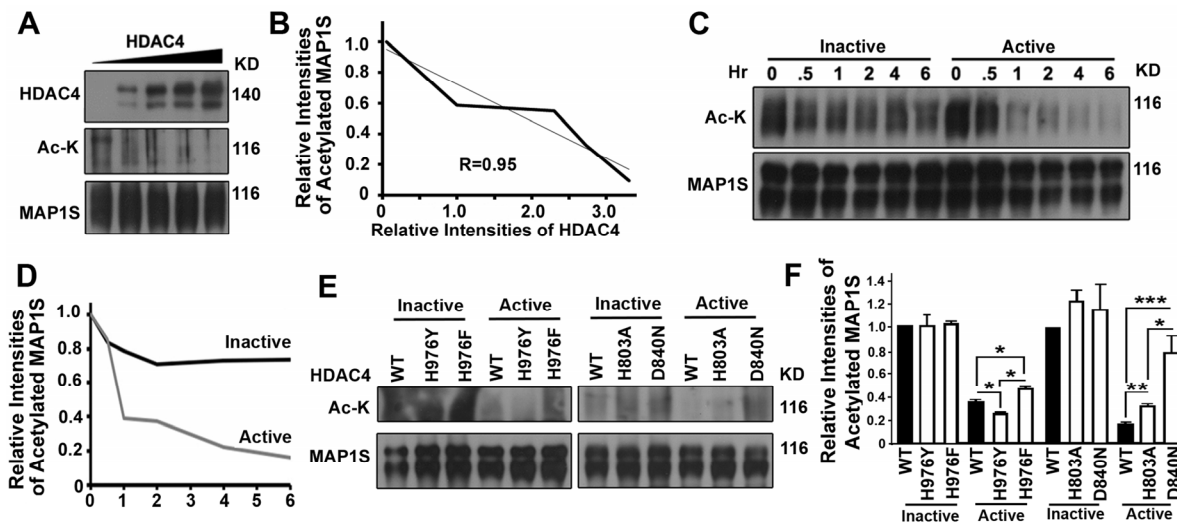 A
HDAC4
KD
HDAC4
140
Ac-K
116
MAP1S
116
B
Relative Intensities
of Acetylated MAP1S
1.0
0.8
0.6
0.4
0.2
0
R=0.95
0
1.0
2.0
3.0
Relative Intensities of HDAC4
C
Inactive
Active
Hr
0 .5 1 2 4 6 0 .5 1 2 4 6
KD
Ac-K
116
MAP1S
116
D
Relative Intensities
of Acetylated MAP1S
1.0
0.8
0.6
0.4
0.2
0
Inactive
Active
0 1 2 3 4 5 6
E
Inactive Active Inactive Active
HDAC4
WT H976Y H976F WT H976Y H976F WT H803A D840N WT H803A D840N
KD
Ac-K
116
MAP1S
116
F
Relative Intensities of
Acetylated MAP1S
1.4
1.2
1.0
0.8
0.6
0.4
0.2
0
* * *
*** * **
WT H976Y H976F WT H976Y H976F WT H803A D840N WT H803A D840N
Inactive Active Inactive Active